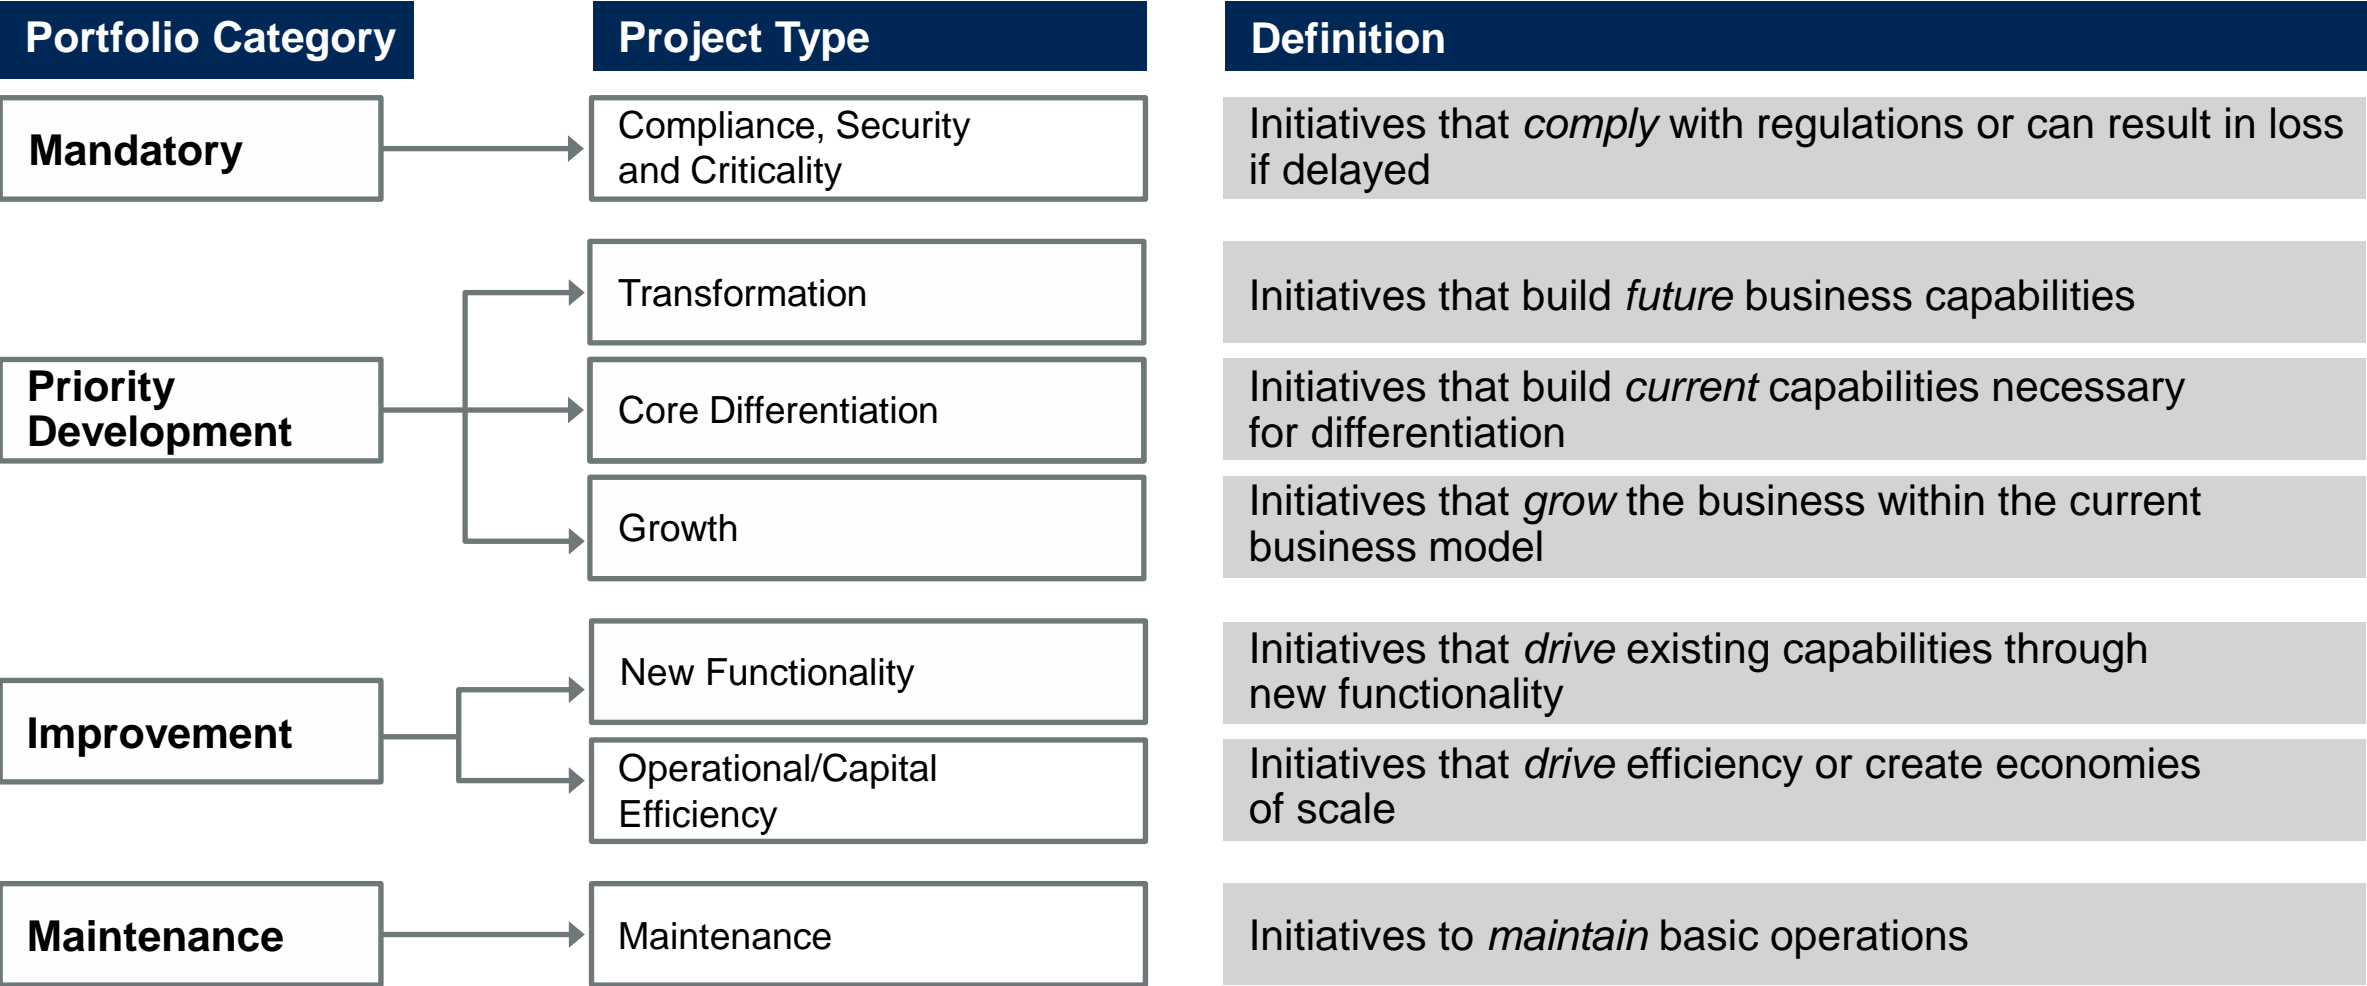 Portfolio Category
Project Type
Definition
Mandatory
Compliance, Security
and Criticality
Initiatives that comply with regulations or can result in loss
if delayed
Priority
Development
Transformation
Initiatives that build future business capabilities
Core Differentiation
Initiatives that build current capabilities necessary
for differentiation
Growth
Initiatives that grow the business within the current
business model
Improvement
New Functionality
Initiatives that drive existing capabilities through
new functionality
Operational/Capital
Efficiency
Initiatives that drive efficiency or create economies
of scale
Maintenance
Maintenance
Initiatives to maintain basic operations